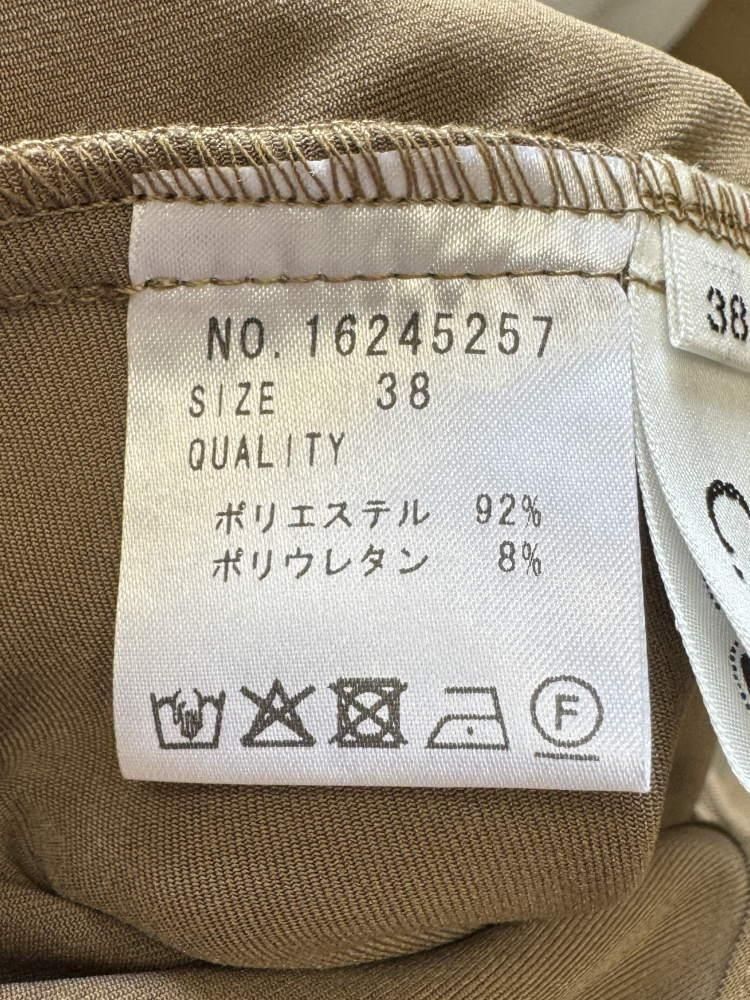 NO. 16245257
SIZE 38
QUALITY
ポリエステル 92%
ポリウレタン 8%
F
38